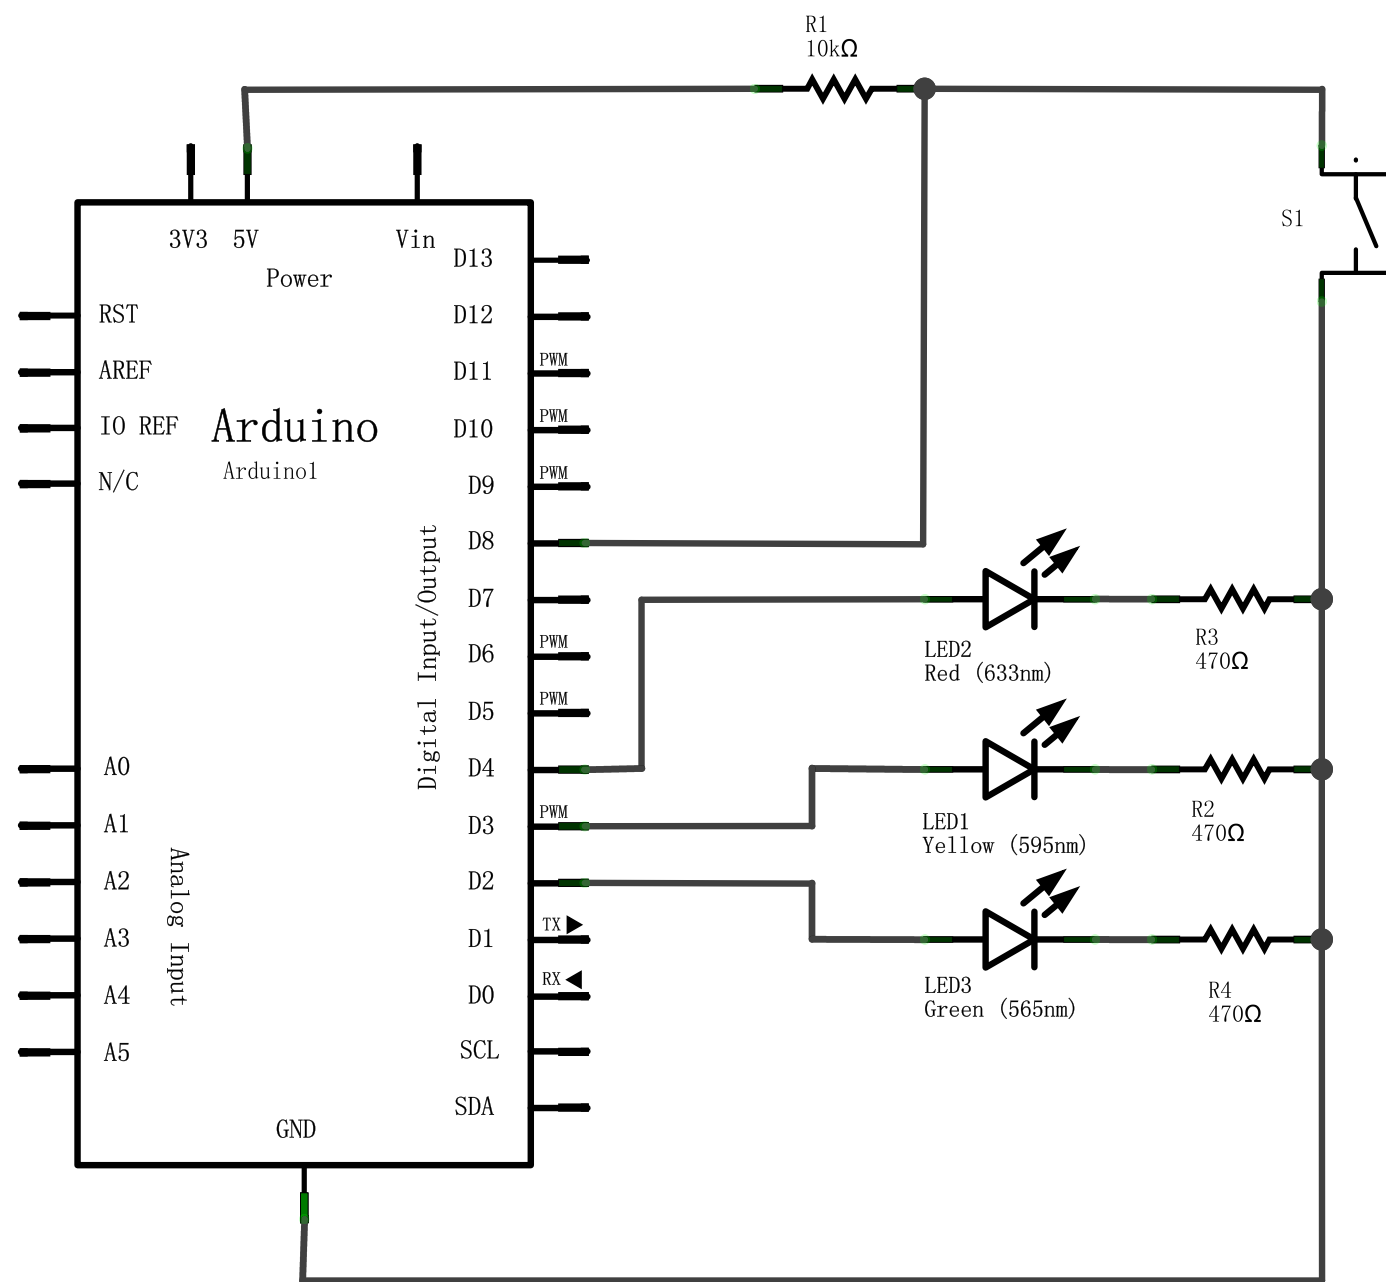 R1
10kΩ
3V3 5V Vin
Power
D13
RST
D12
AREF
PWM
D11
IO REF
Arduino
PWM
D10
N/C
Arduino1
PWM
D9
S1
D8
D7
Digital Input/Output
PWM
D6
PWM
D5
LED2
Red (633nm)
R3
470Ω
A0
D4
A1
PWM
D3
LED1
Yellow (595nm)
R2
470Ω
A2
D2
Analog Input
A3
TX
D1
A4
RX
D0
LED3
Green (565nm)
R4
470Ω
A5
SCL
SDA
GND